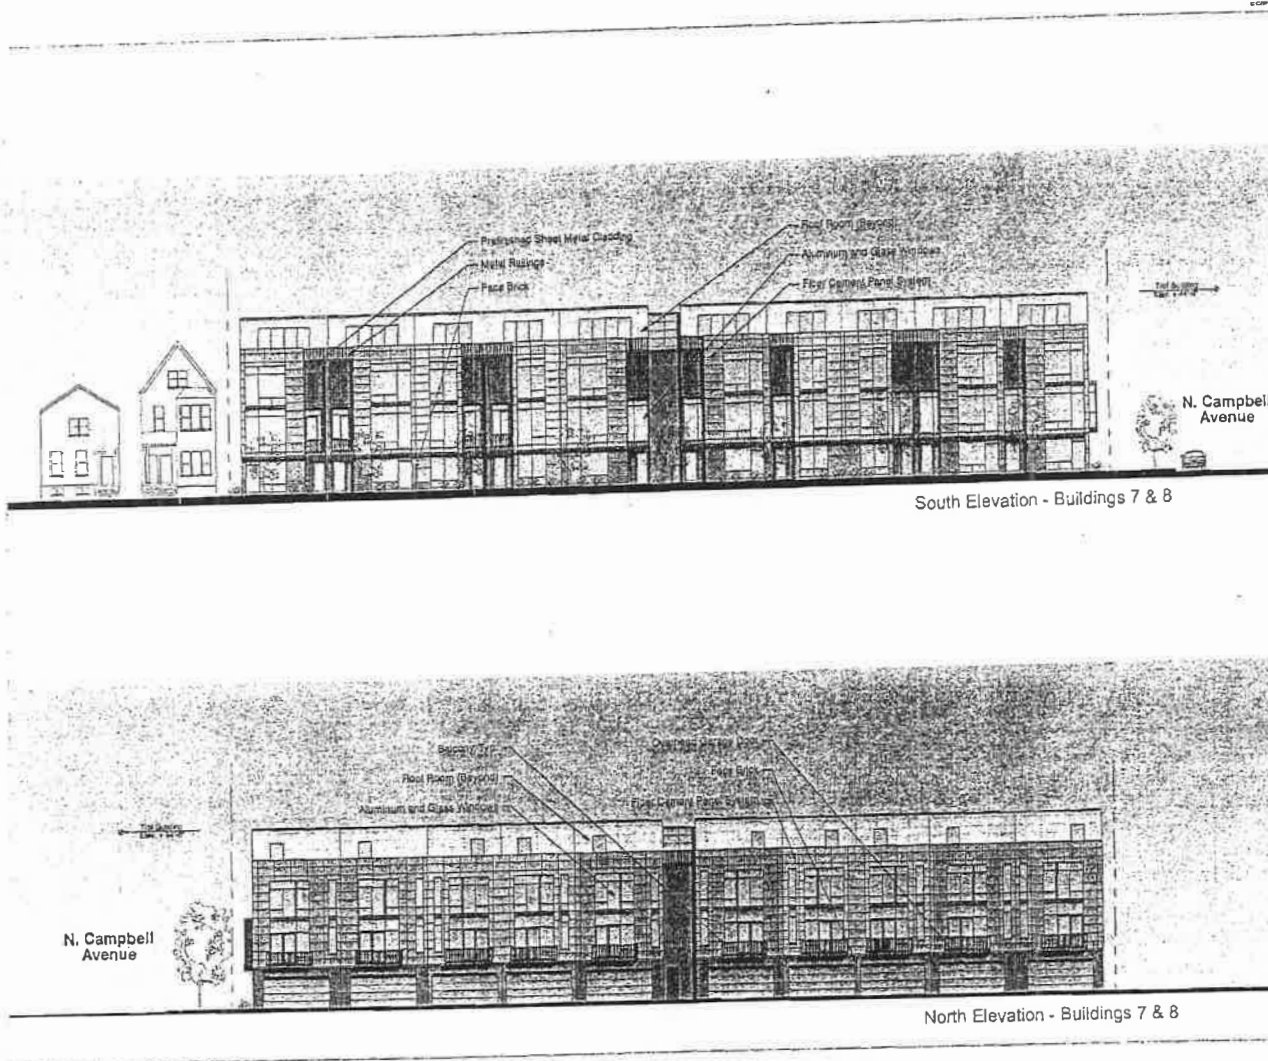 Prefinished Sheet Metal Cladding
Metal Railings
Face Brick
Roof Room (Beyond)
Aluminum and Glass Windows
Fiber Cement Panel System
N. Campbell
Avenue
South Elevation - Buildings 7 & 8
Balcony Typ.
Roof Room (Beyond)
Aluminum and Glass Windows
Face Brick
Fiber Cement Panel System
N. Campbell
Avenue
North Elevation - Buildings 7 & 8